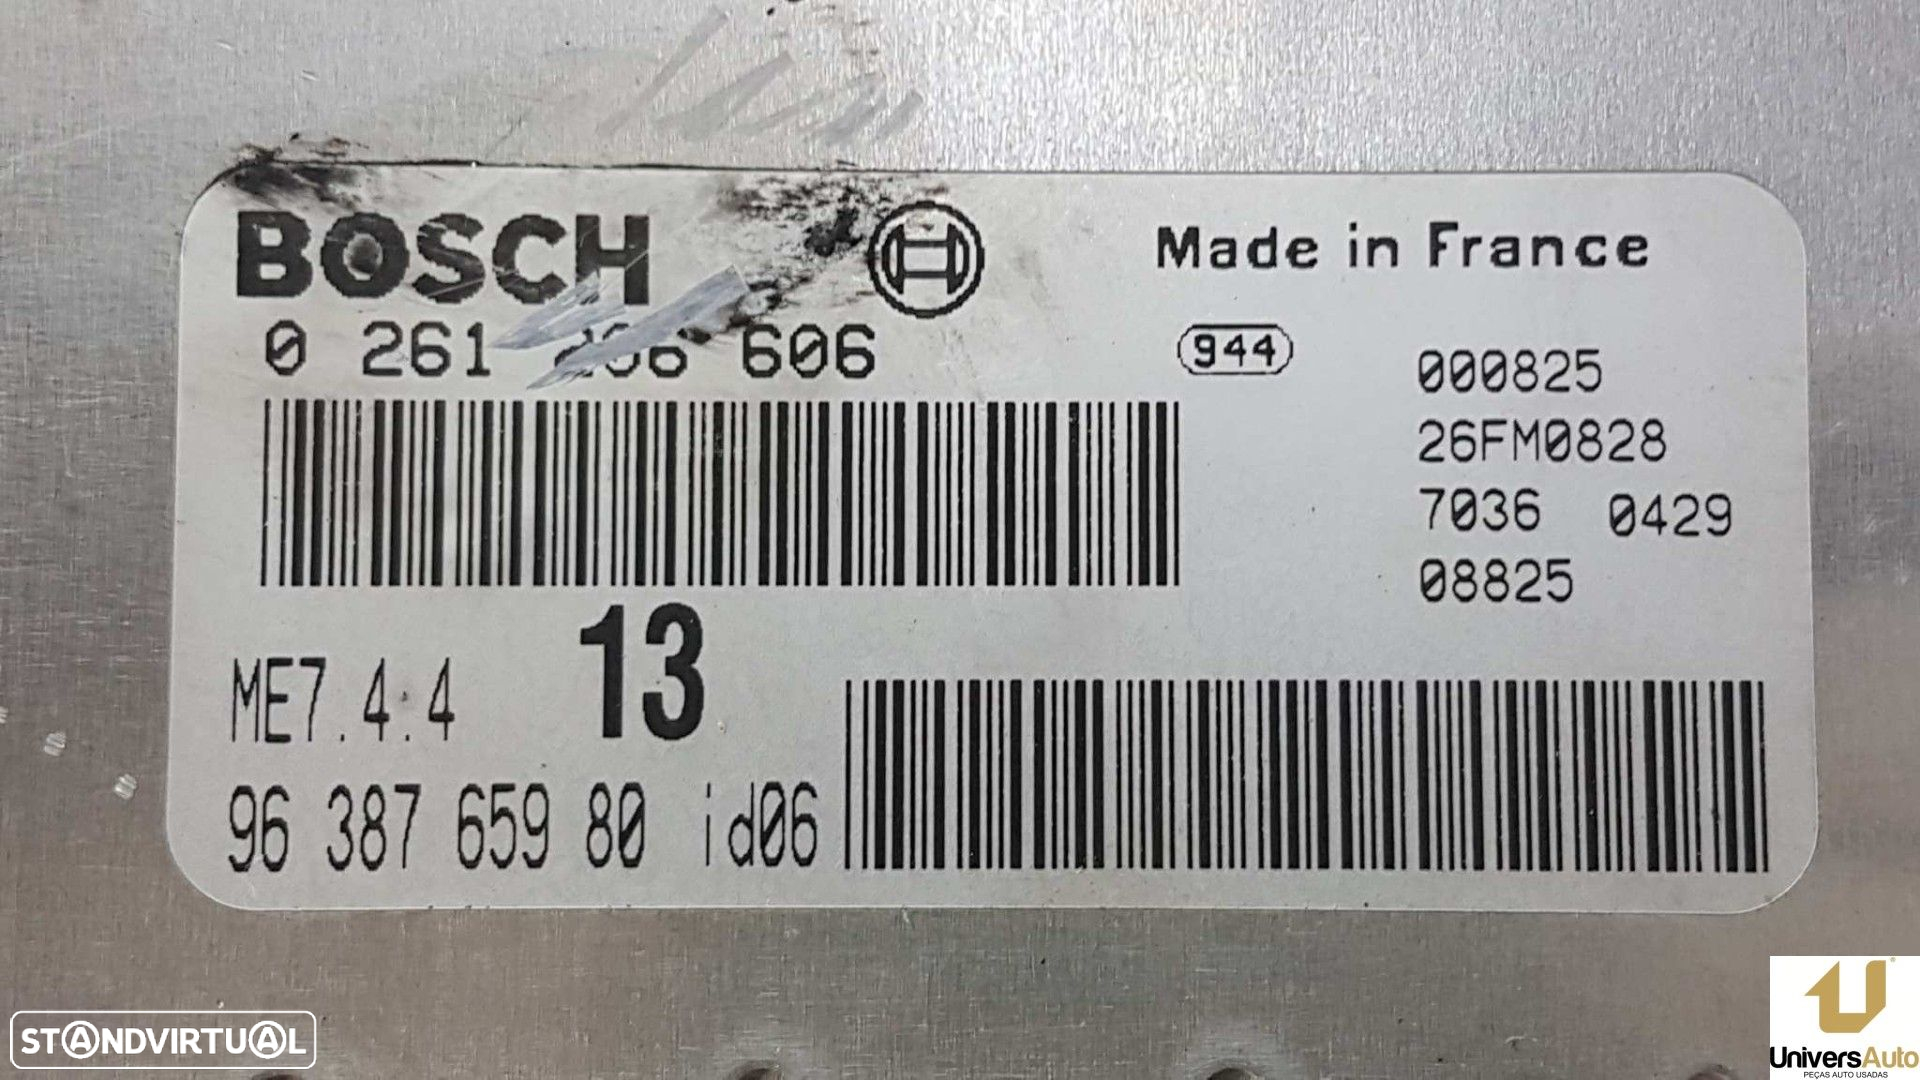 BOSCH
Made in France
0 261 206 606
944
000825
26FM0828
7036 0429
08825
13
ME7.4.4
96 387 659 80 id06
STANDVIRTUAL
UniversAuto
PEÇAS AUTO USADAS